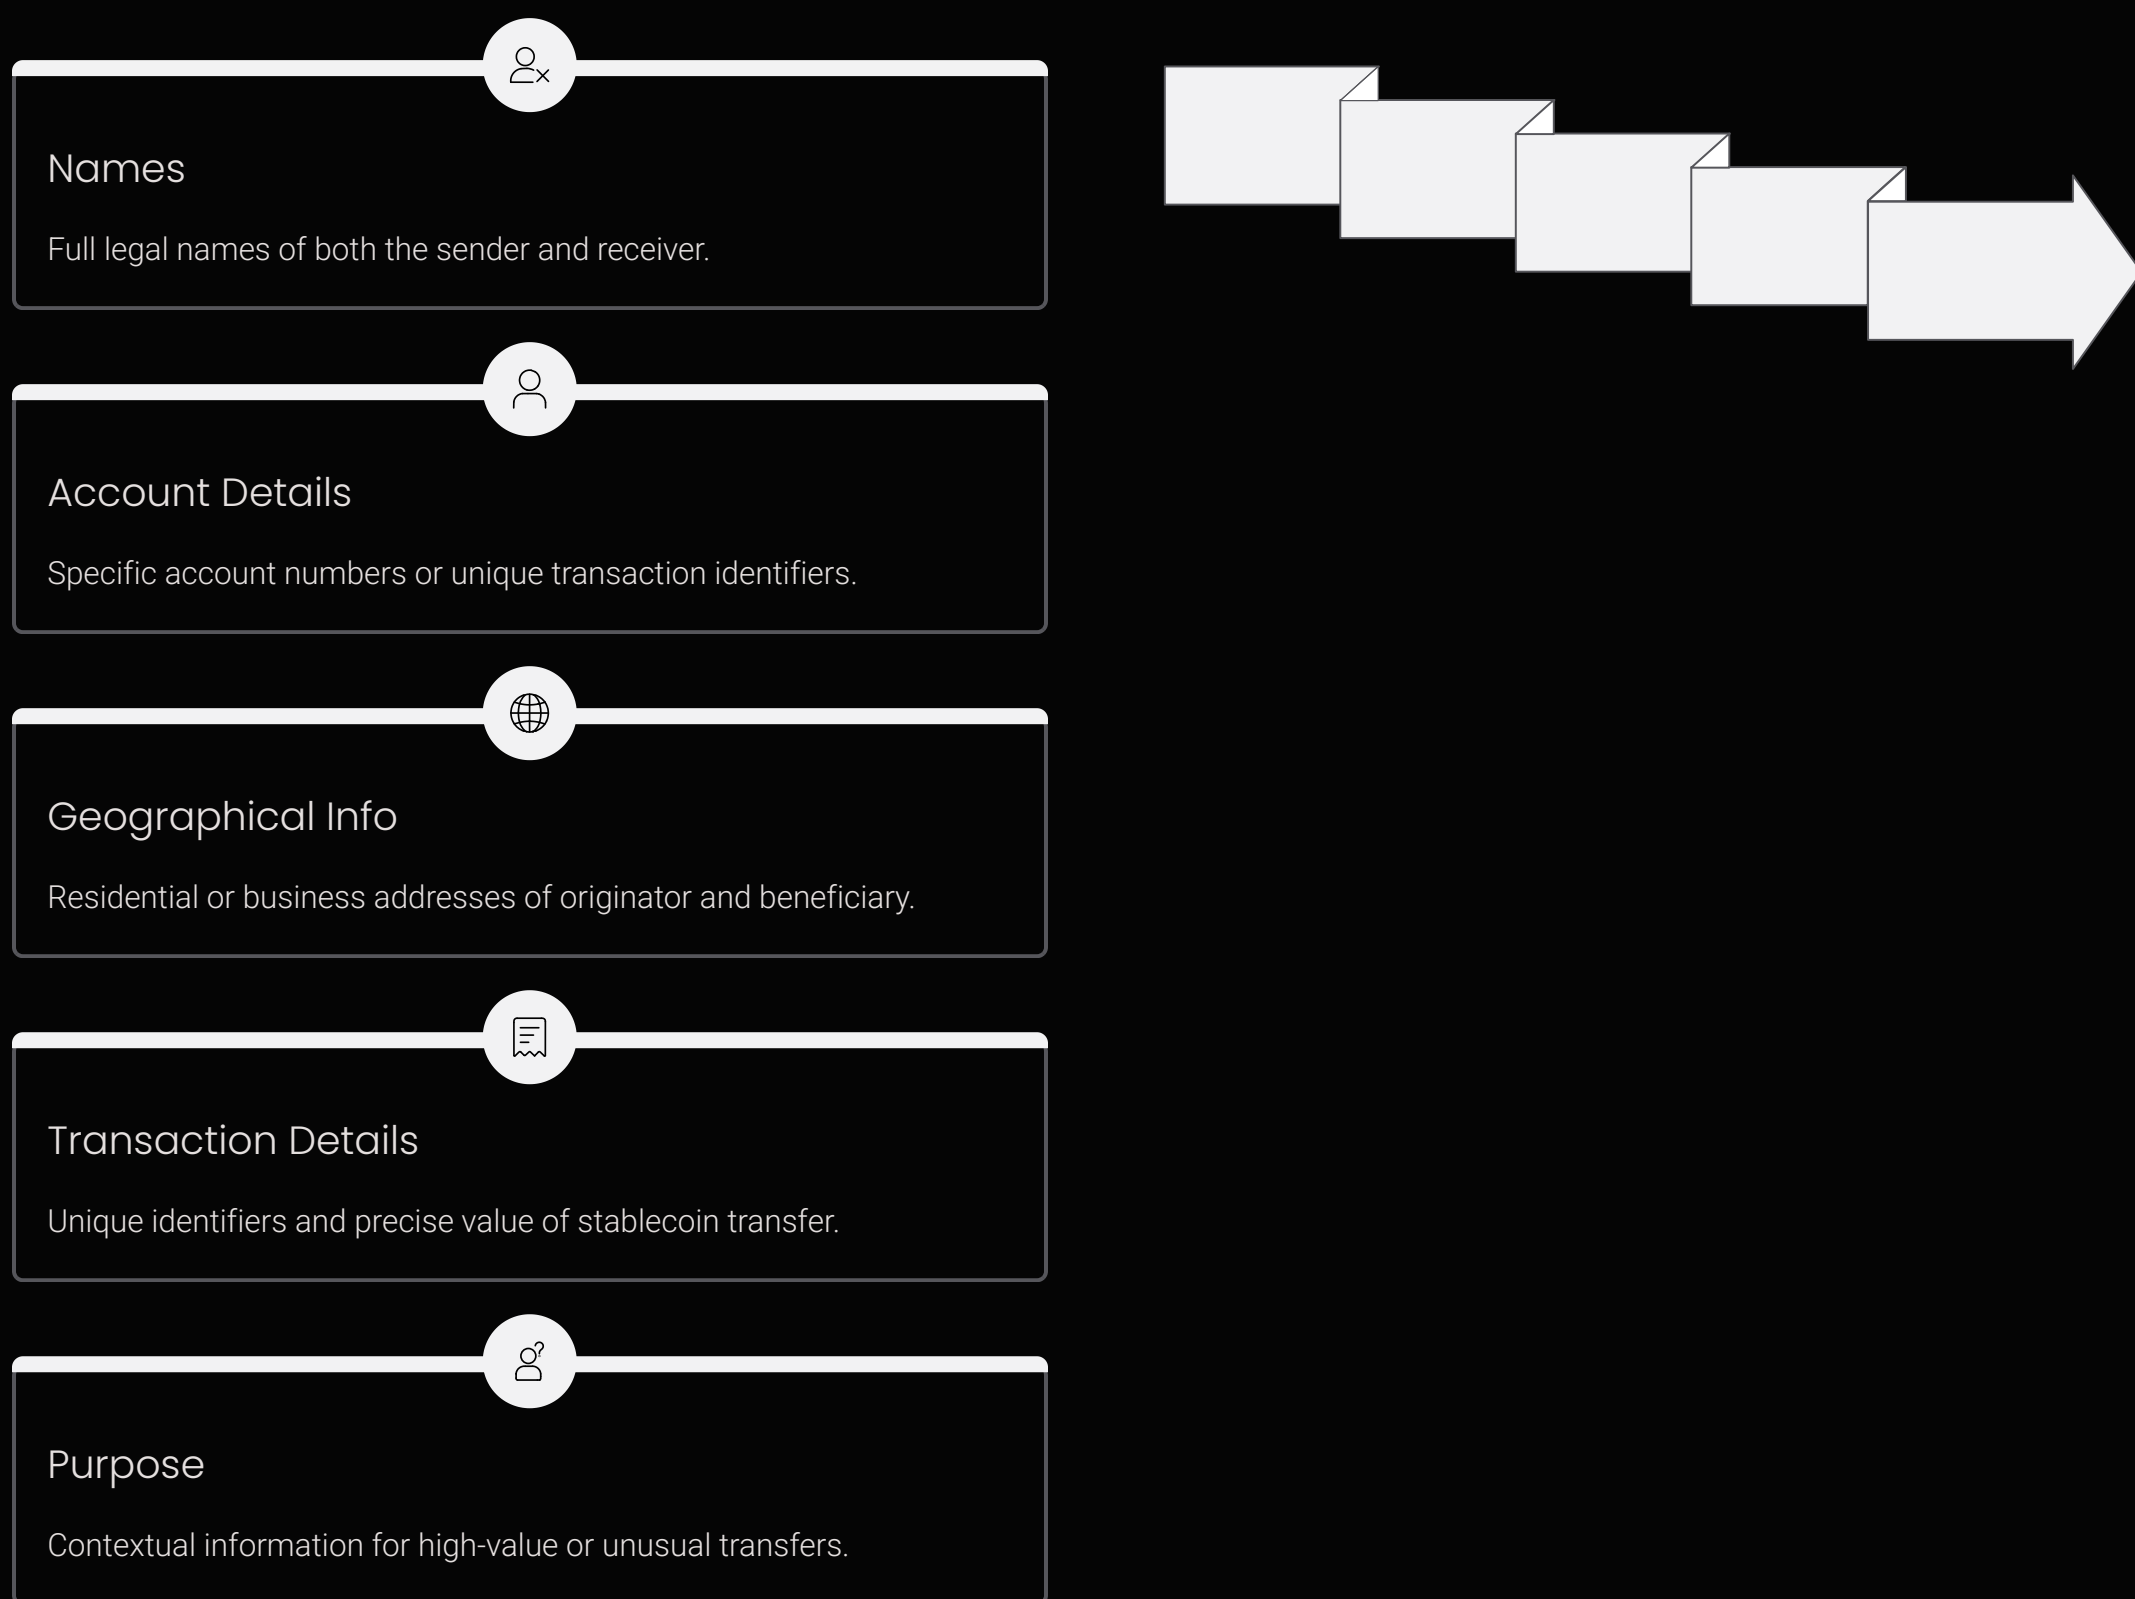 Names
Full legal names of both the sender and receiver.
Account Details
Specific account numbers or unique transaction identifiers.
Geographical Info
Residential or business addresses of originator and beneficiary.
Transaction Details
Unique identifiers and precise value of stablecoin transfer.
Purpose
Contextual information for high-value or unusual transfers.